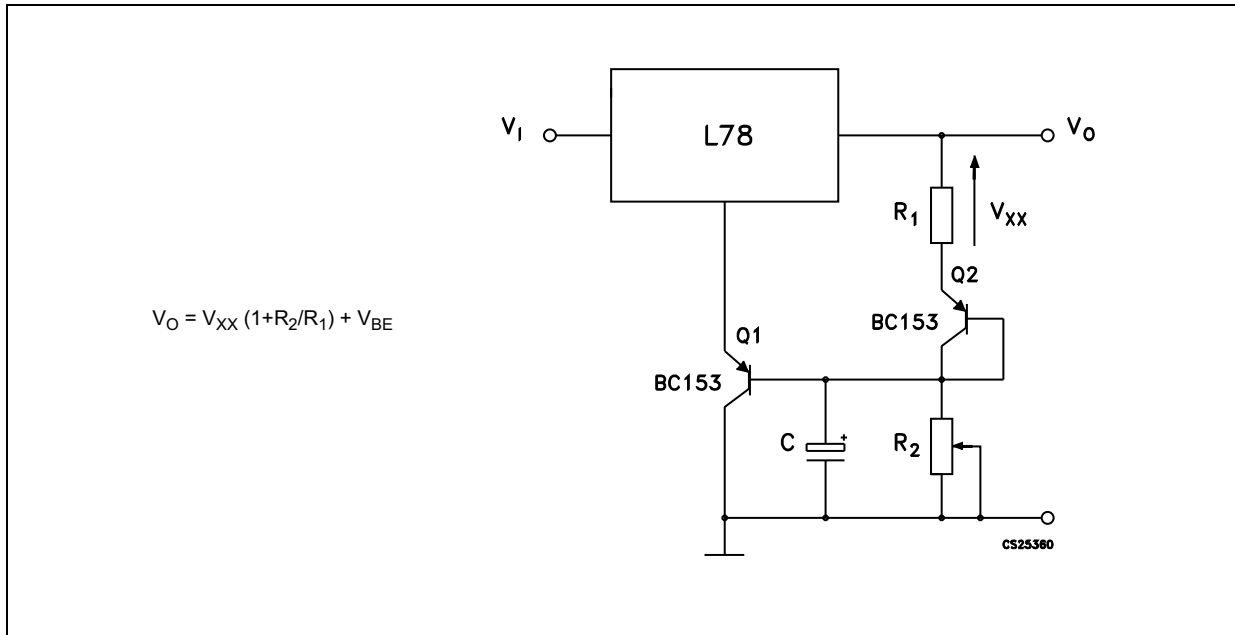 V_I
L78
V_O
R_1
V_XX
Q2
BC153
V_O = V_XX (1+R_2/R_1) + V_BE
Q1
BC153
C
+
R_2
CS25360